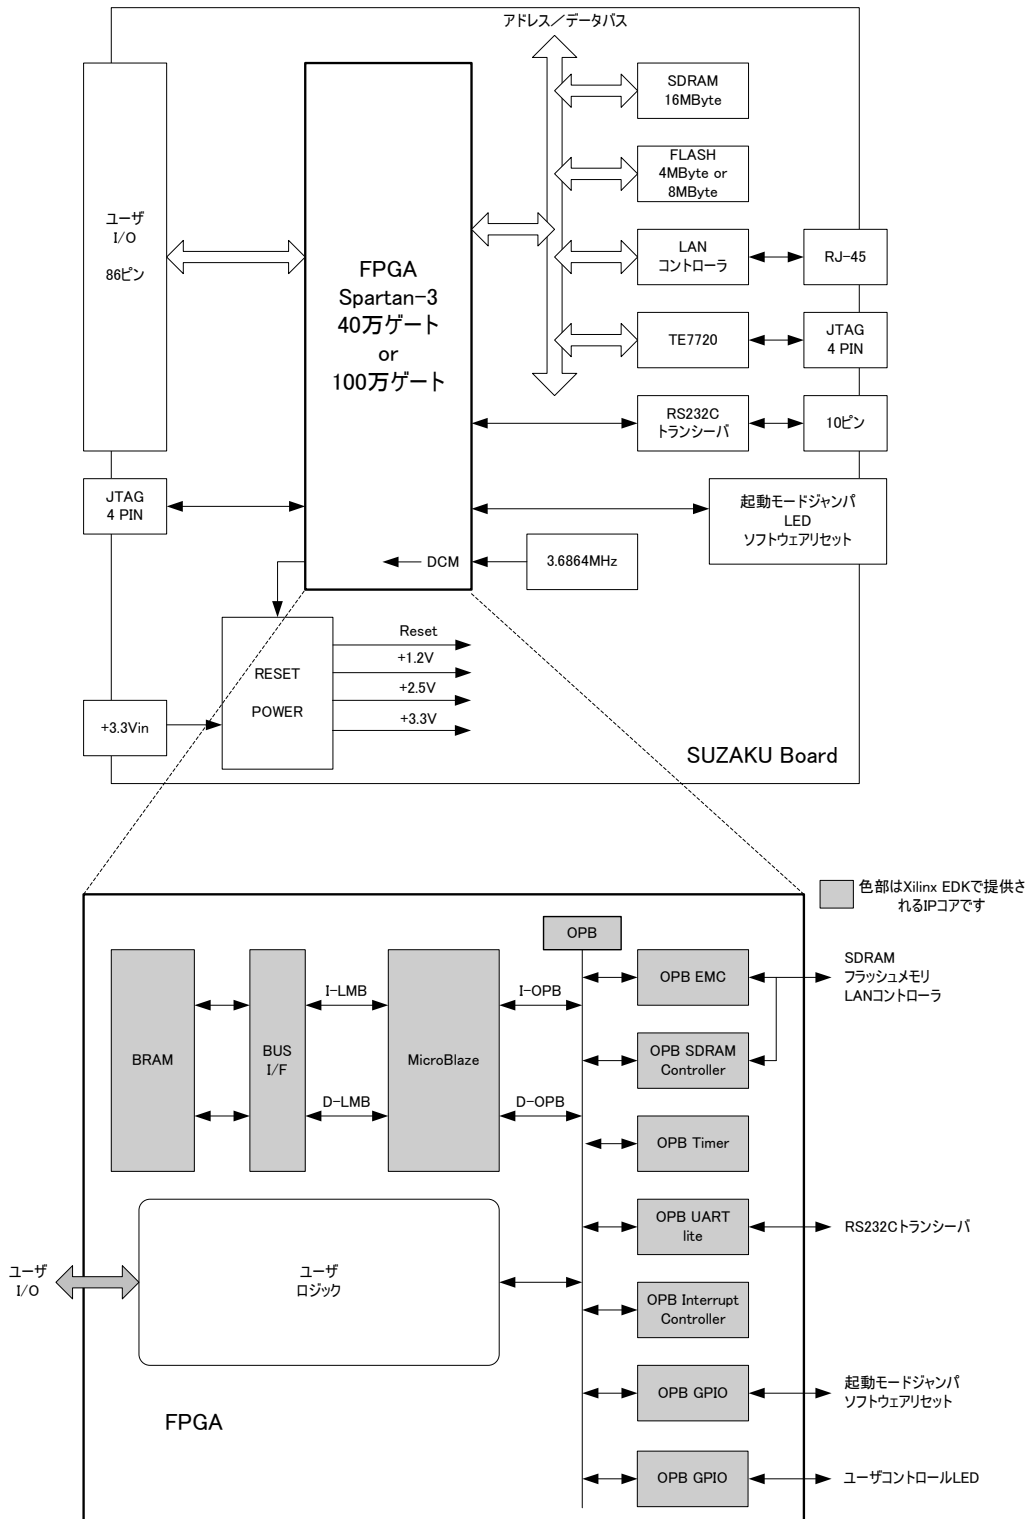 アドレス／データバス
SDRAM
16MByte
FLASH
4MByte or
8MByte
ユーザ
I/O
86ピン
FPGA
Spartan-3
40万ゲート
or
100万ゲート
LAN
コントローラ
RJ-45
TE7720
JTAG
4 PIN
RS232C
トランシーバ
10ピン
JTAG
4 PIN
起動モードジャンパ
LED
ソフトウェアリセット
DCM
3.6864MHz
Reset
+1.2V
+2.5V
+3.3V
RESET
POWER
+3.3Vin
SUZAKU Board
色部はXilinx EDKで提供さ
れるIPコアです
OPB
BRAM
BUS
I/F
I-LMB
D-LMB
MicroBlaze
I-OPB
D-OPB
OPB EMC
SDRAM
フラッシュメモリ
LANコントローラ
OPB SDRAM
Controller
OPB Timer
OPB UART
lite
RS232Cトランシーバ
ユーザ
I/O
ユーザ
ロジック
OPB Interrupt
Controller
OPB GPIO
起動モードジャンパ
ソフトウェアリセット
FPGA
OPB GPIO
ユーザコントロールLED